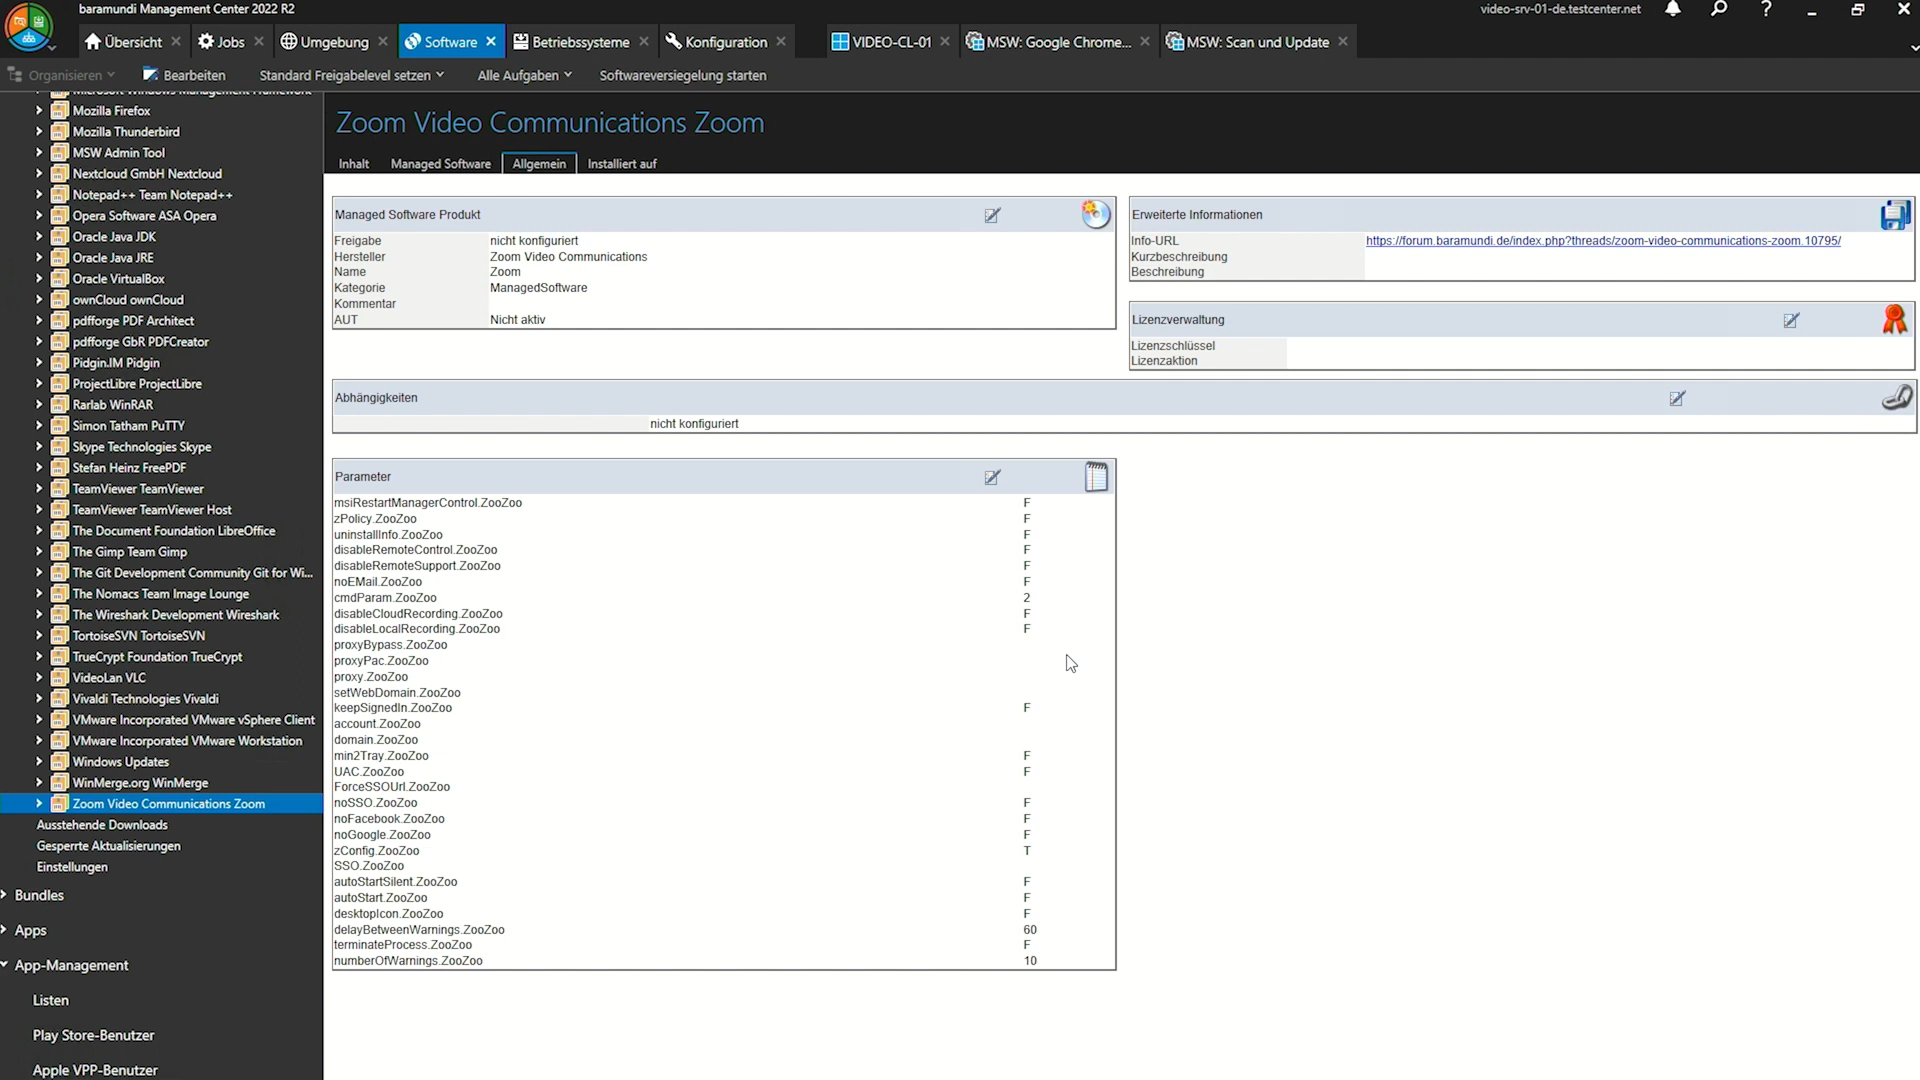 baramundi Management Center 2022 R2
video-srv-01-de.testcenter.net
?
Übersicht
Jobs
Umgebung
Software
Betriebssysteme
Konfiguration
VIDEO-CL-01
MSW: Google Chrome...
MSW: Scan und Update
Organisieren
Bearbeiten
Standard Freigabelevel setzen
Alle Aufgaben
Softwareversiegelung starten
Microsoft Windows Management Framework
Mozilla Firefox
Mozilla Thunderbird
MSW Admin Tool
Nextcloud GmbH Nextcloud
Notepad++ Team Notepad++
Opera Software ASA Opera
Oracle Java JDK
Oracle Java JRE
Oracle VirtualBox
ownCloud ownCloud
pdfforge PDF Architect
pdfforge GbR PDFCreator
Pidgin.IM Pidgin
ProjectLibre ProjectLibre
Rarlab WinRAR
Simon Tatham PuTTY
Skype Technologies Skype
Stefan Heinz FreePDF
TeamViewer TeamViewer
TeamViewer TeamViewer Host
The Document Foundation LibreOffice
The Gimp Team Gimp
The Git Development Community Git for Wi...
The Nomacs Team Image Lounge
The Wireshark Development Wireshark
TortoiseSVN TortoiseSVN
TrueCrypt Foundation TrueCrypt
VideoLan VLC
Vivaldi Technologies Vivaldi
VMware Incorporated VMware vSphere Client
VMware Incorporated VMware Workstation
Windows Updates
WinMerge.org WinMerge
Zoom Video Communications Zoom
Ausstehende Downloads
Gesperrte Aktualisierungen
Einstellungen
Bundles
Apps
App-Management
Listen
Play Store-Benutzer
Apple VPP-Benutzer
Zoom Video Communications Zoom
Inhalt
Managed Software
Allgemein
Installiert auf
Managed Software Produkt
Freigabe nicht konfiguriert
Hersteller Zoom Video Communications
Name Zoom
Kategorie ManagedSoftware
Kommentar
AUT Nicht aktiv
Erweiterte Informationen
Info-URL https://forum.baramundi.de/index.php?threads/zoom-video-communications-zoom.10795/
Kurzbeschreibung
Beschreibung
Lizenzverwaltung
Lizenzschlüssel
Lizenzaktion
Abhängigkeiten
nicht konfiguriert
Parameter
msiRestartManagerControl.ZooZoo F
zPolicy.ZooZoo F
uninstallInfo.ZooZoo F
disableRemoteControl.ZooZoo F
disableRemoteSupport.ZooZoo F
noEMail.ZooZoo F
cmdParam.ZooZoo 2
disableCloudRecording.ZooZoo F
disableLocalRecording.ZooZoo F
proxyBypass.ZooZoo
proxyPac.ZooZoo
proxy.ZooZoo
setWebDomain.ZooZoo
keepSignedIn.ZooZoo F
account.ZooZoo
domain.ZooZoo
min2Tray.ZooZoo F
UAC.ZooZoo F
ForceSSOUrl.ZooZoo
noSSO.ZooZoo F
noFacebook.ZooZoo F
noGoogle.ZooZoo F
zConfig.ZooZoo T
SSO.ZooZoo
autoStartSilent.ZooZoo F
autoStart.ZooZoo F
desktopIcon.ZooZoo F
delayBetweenWarnings.ZooZoo 60
terminateProcess.ZooZoo F
numberOfWarnings.ZooZoo 10